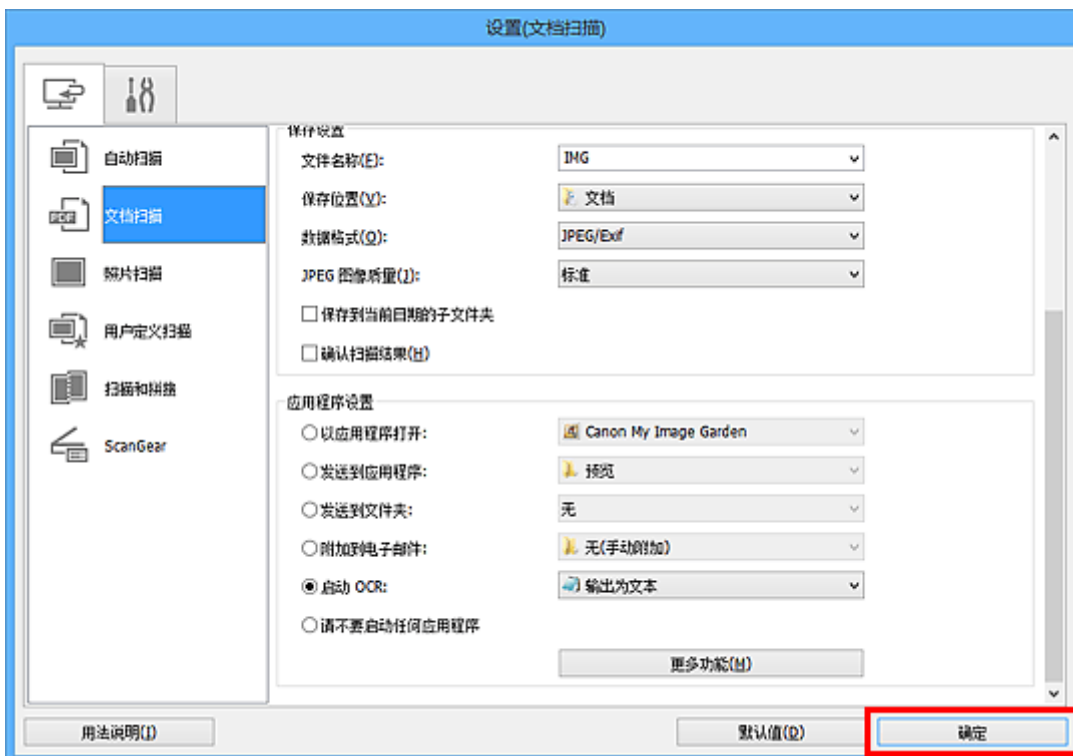 设置(文档扫描)
自动扫描
文档扫描
照片扫描
用户定义扫描
扫描和拼接
ScanGear
保存设置
文件名称(F): IMG
保存位置(V): 文档
数据格式(O): JPEG/Exif
JPEG 图像质量(J): 标准
保存到当前日期的子文件夹
确认扫描结果(H)
应用程序设置
以应用程序打开: Canon My Image Garden
发送到应用程序: 预览
发送到文件夹: 无
附加到电子邮件: 无(手动附加)
启动 OCR: 输出为文本
请不要启动任何应用程序
更多功能(M)
用法说明(I) 默认值(D) 确定